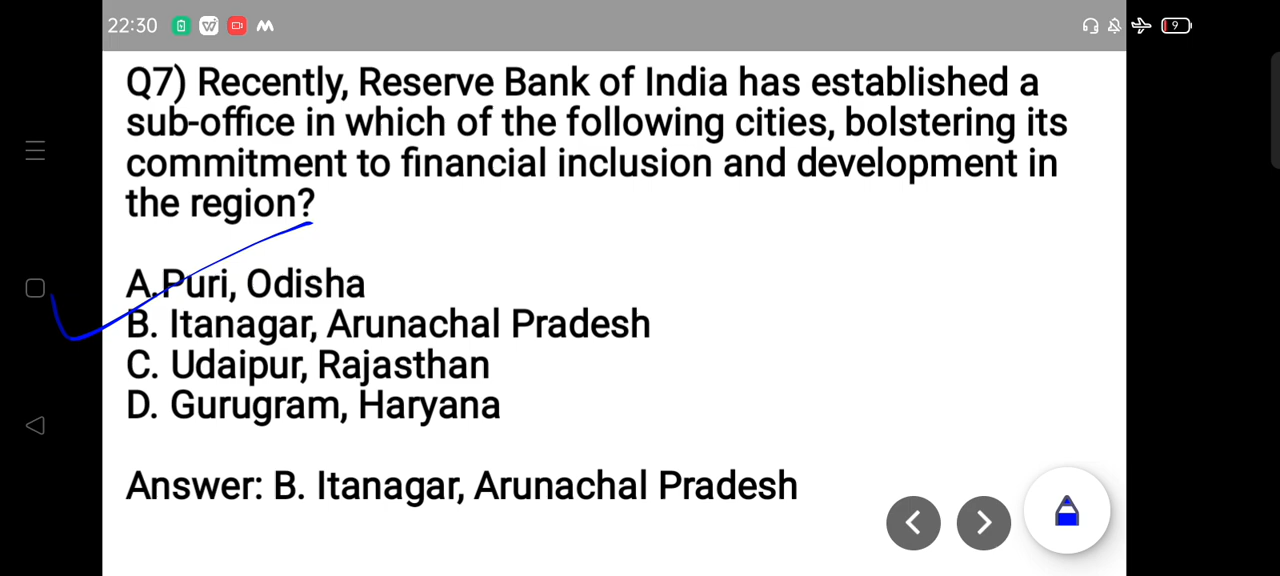 22:30
9
Q7) Recently, Reserve Bank of India has established a
sub-office in which of the following cities, bolstering its
commitment to financial inclusion and development in
the region?
A.Puri, Odisha
B. Itanagar, Arunachal Pradesh
C. Udaipur, Rajasthan
D. Gurugram, Haryana
Answer: B. Itanagar, Arunachal Pradesh